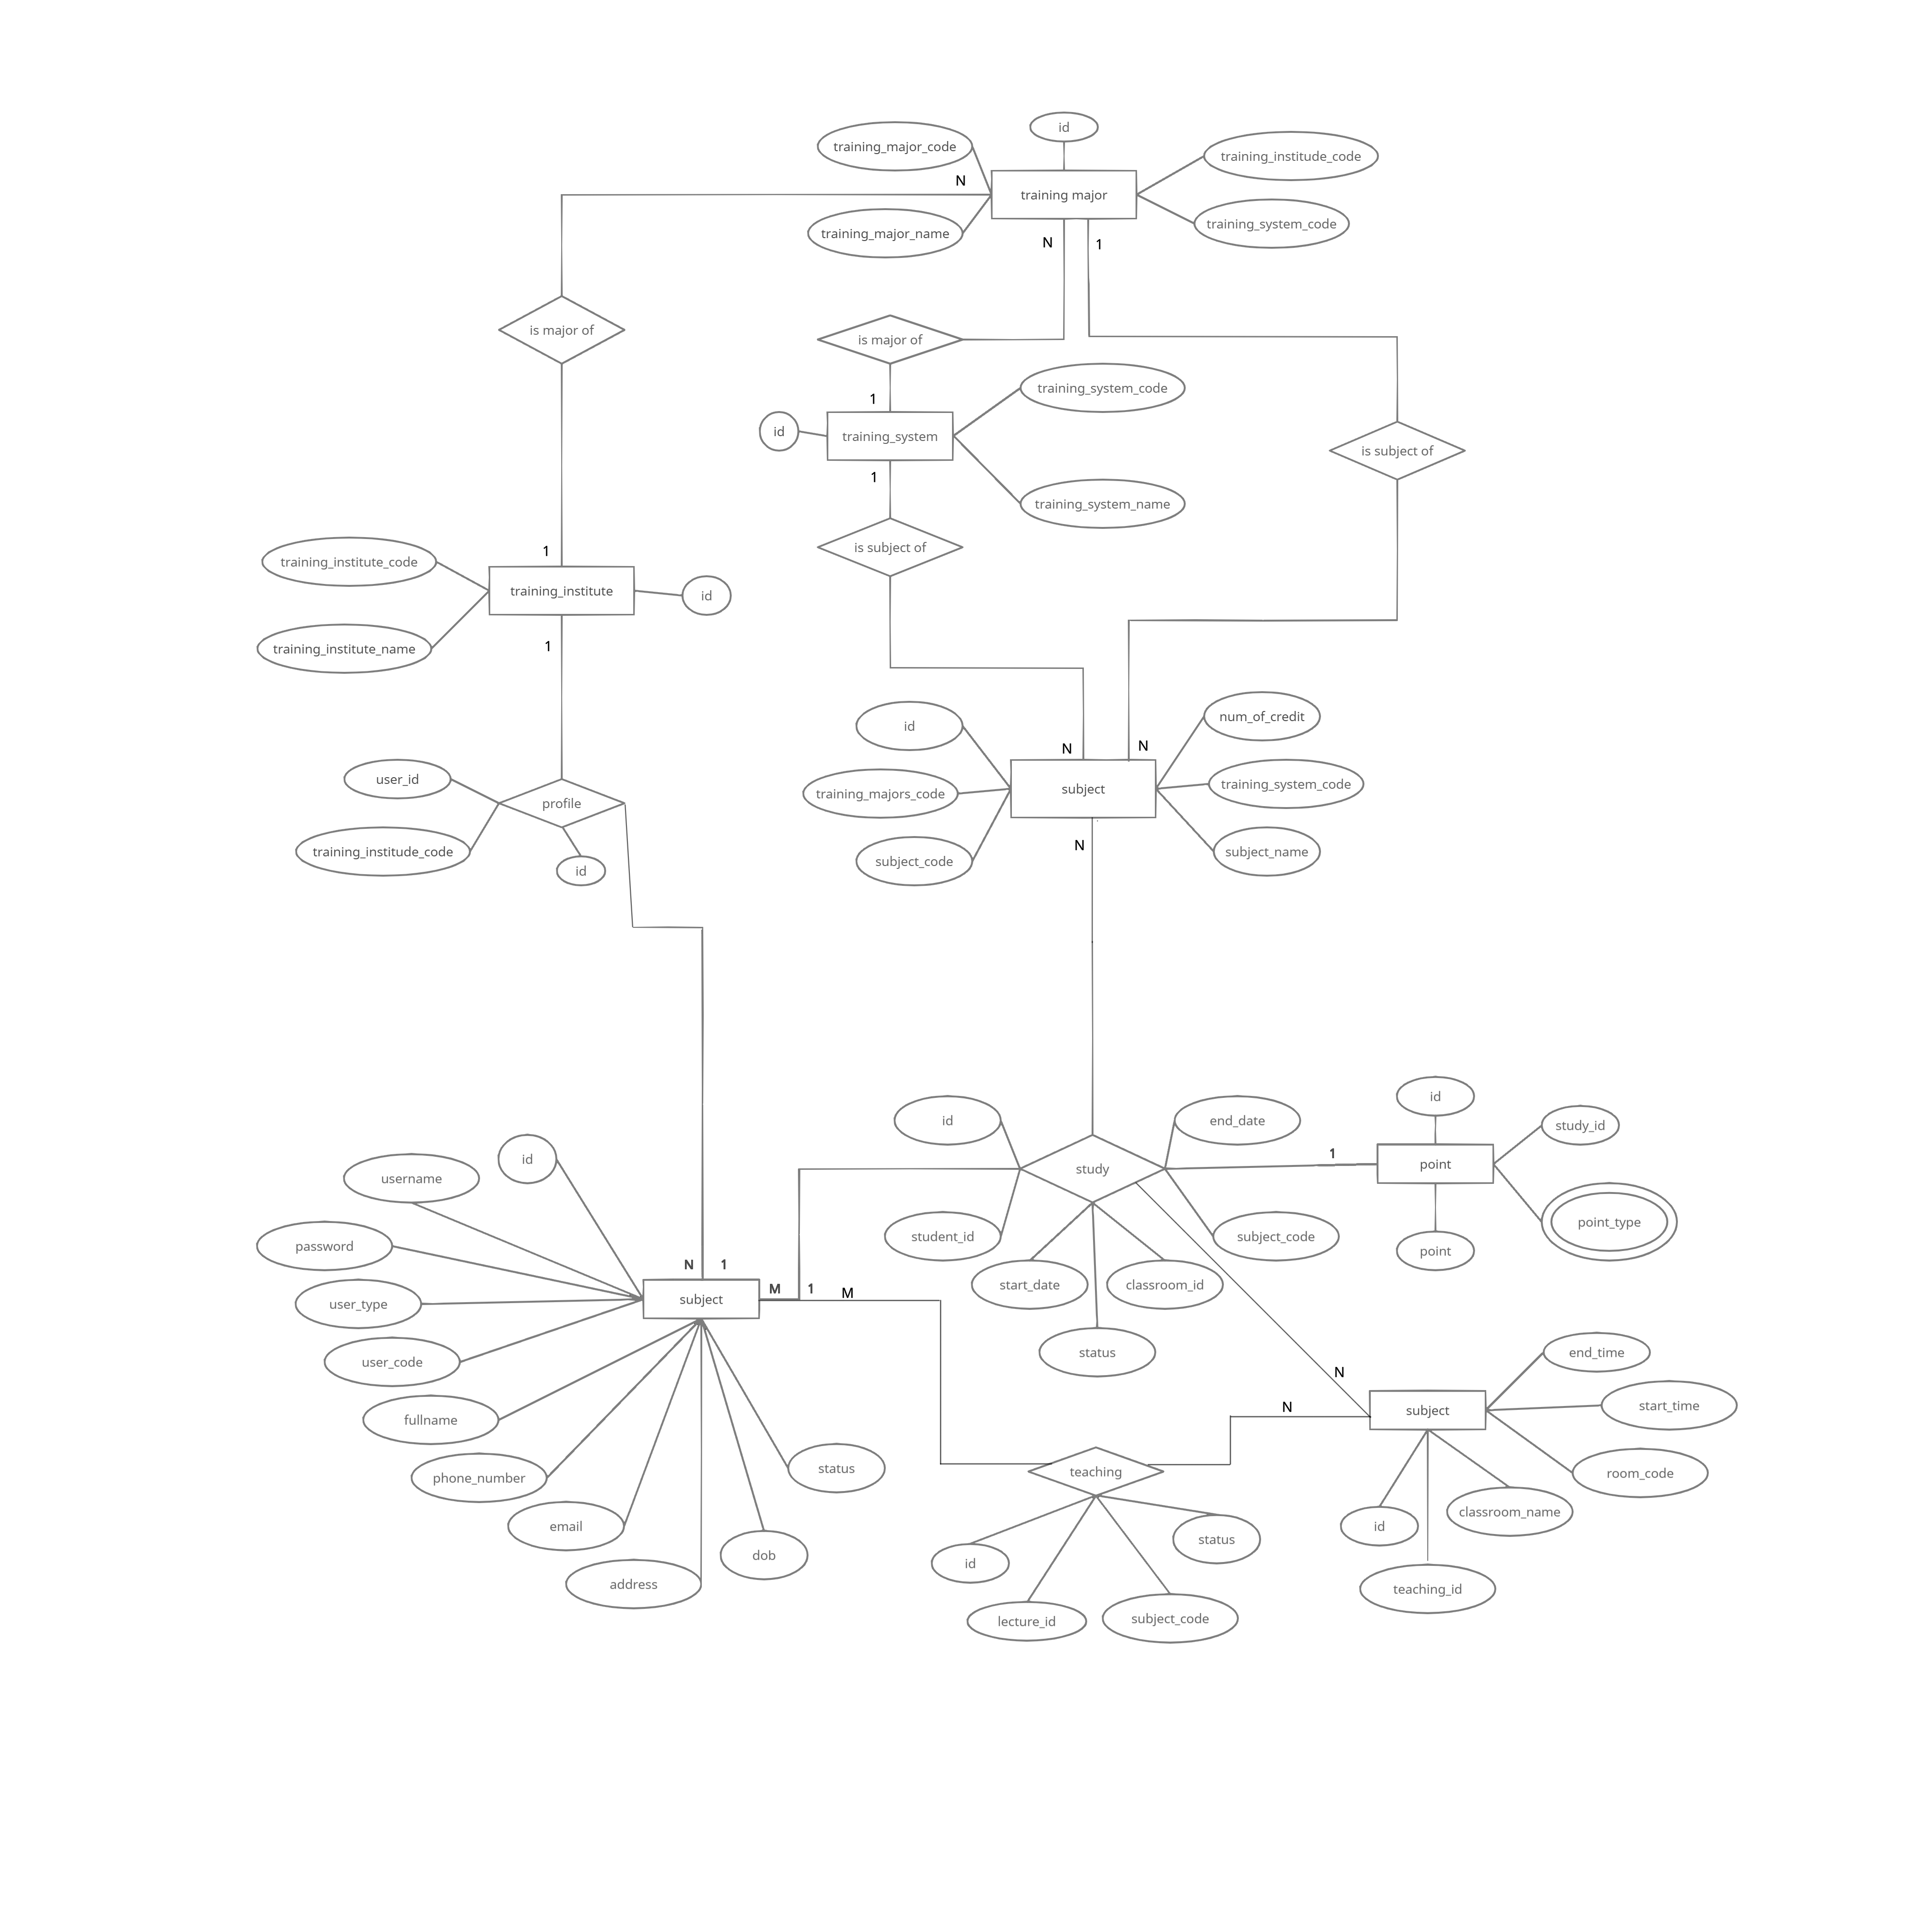 id
training_major_code
training_institude_code
N
training major
training_major_name
training_system_code
N
1
is major of
is major of
training_system_code
1
id
training_system
is subject of
1
training_system_name
is subject of
1
training_institute_code
training_institute
id
1
training_institute_name
id
num_of_credit
N
N
user_id
training_majors_code
subject
training_system_code
profile
N
training_institude_code
subject_code
subject_name
id
id
end_date
id
study_id
id
username
study
1
point
password
student_id
subject_code
point_type
point
N
1
start_date
classroom_id
M
1
M
user_type
subject
status
end_time
user_code
N
fullname
N
subject
start_time
phone_number
status
teaching
room_code
email
id
classroom_name
dob
id
status
address
lecture_id
subject_code
teaching_id